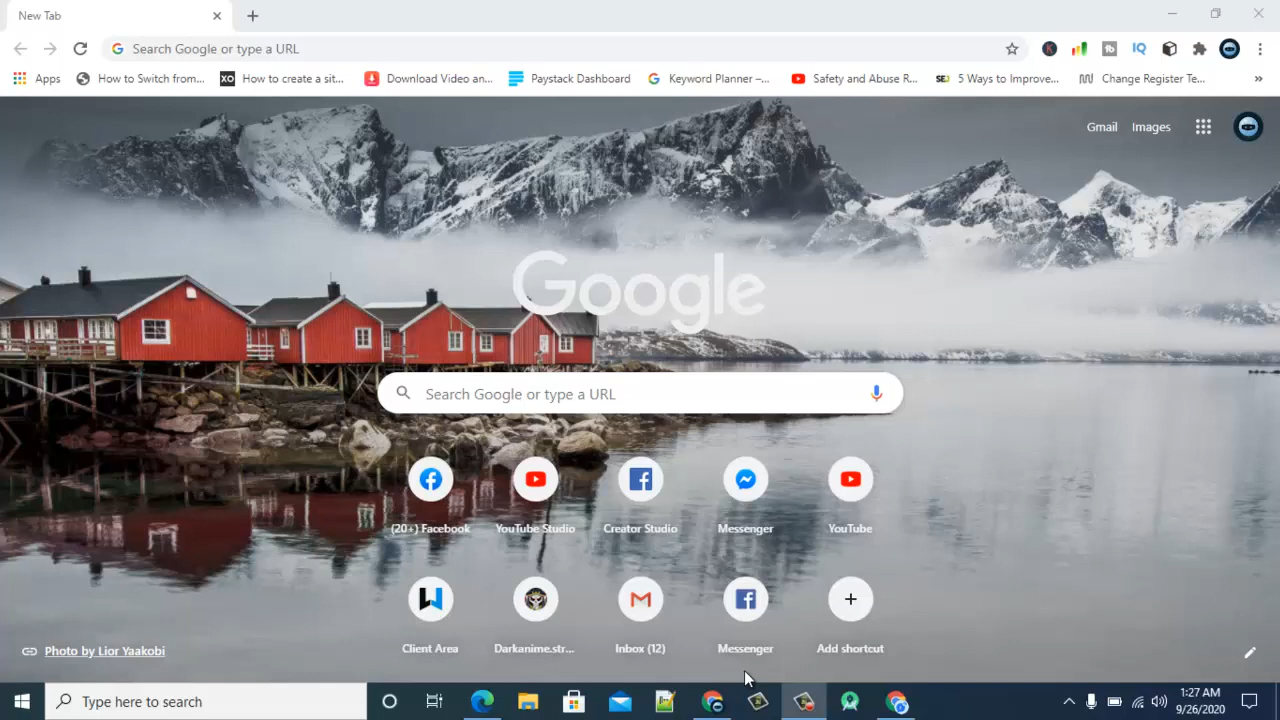 New Tab
Search Google or type a URL
Apps
How to Switch from...
XO
How to create a sit...
Download Video an...
Paystack Dashboard
Keyword Planner –...
Safety and Abuse R...
5 Ways to Improve...
Change Register Te...
Gmail
Images
Google
Search Google or type a URL
(20+) Facebook
YouTube Studio
Creator Studio
Messenger
YouTube
Client Area
Darkanime.str...
Inbox (12)
Messenger
Add shortcut
Photo by Lior Yaakobi
Type here to search
1:27 AM
9/26/2020